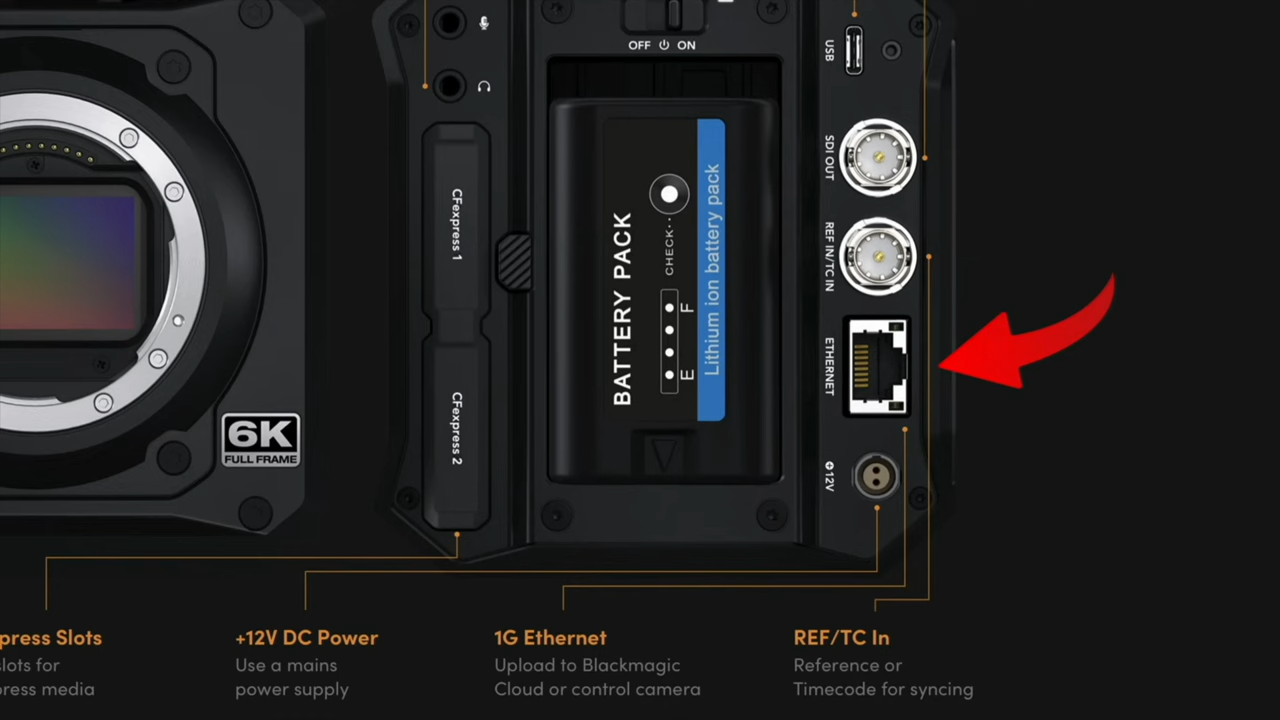 OFF ON
USB
SDI OUT
REF IN/TC IN
ETHERNET
+12V
CFexpress 1
CFexpress 2
BATTERY PACK
CHECK··
E F
Lithium ion battery pack
6K
FULL FRAME
press Slots
slots for
press media
+12V DC Power
Use a mains
power supply
1G Ethernet
Upload to Blackmagic
Cloud or control camera
REF/TC In
Reference or
Timecode for syncing